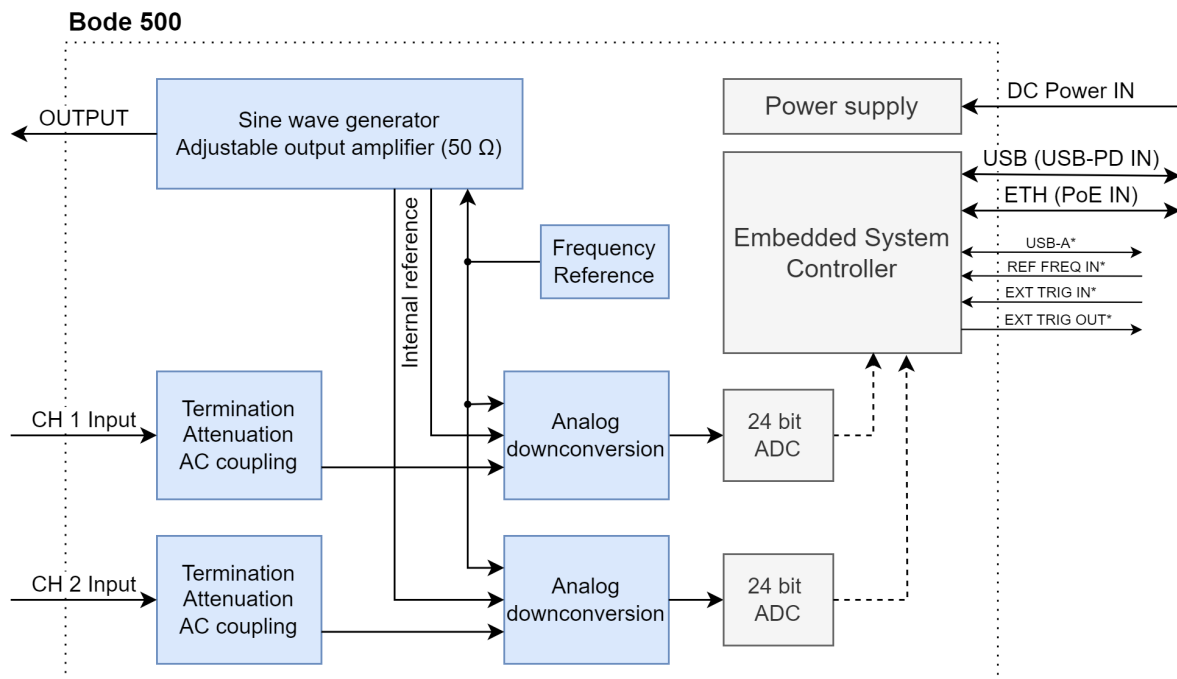 Bode 500
OUTPUT
Sine wave generator
Adjustable output amplifier (50 Ω)
Power supply
DC Power IN
USB (USB-PD IN)
ETH (PoE IN)
Embedded System
Controller
USB-A*
REF FREQ IN*
EXT TRIG IN*
EXT TRIG OUT*
Internal reference
Frequency
Reference
CH 1 Input
Termination
Attenuation
AC coupling
Analog
downconversion
24 bit
ADC
CH 2 Input
Termination
Attenuation
AC coupling
Analog
downconversion
24 bit
ADC